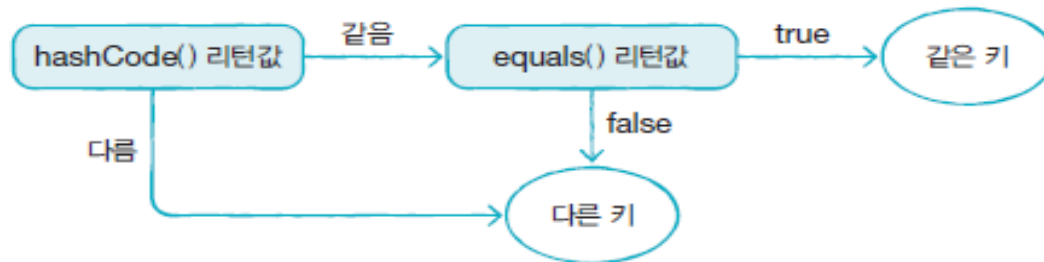 hashCode() 리턴값
같음
equals() 리턴값
true
같은 키
다름
false
다른 키